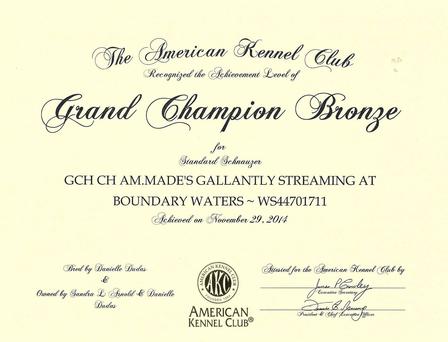 The American Kennel Club
Recognized the Achievement Level of
Grand Champion Bronze
for
Standard Schnauzer
GCH CH AM.MADE'S GALLANTLY STREAMING AT
BOUNDARY WATERS ~ WS44701711
Achieved on November 29, 2014
Bred by Danielle Dudas
&
Owned by Sandra L Arnold & Danielle
Dudas
AMERICAN KENNEL CLUB
AKC
AMERICAN
KENNEL CLUB®
Attested for the American Kennel Club by
Executive Secretary
President & Chief Executive Officer